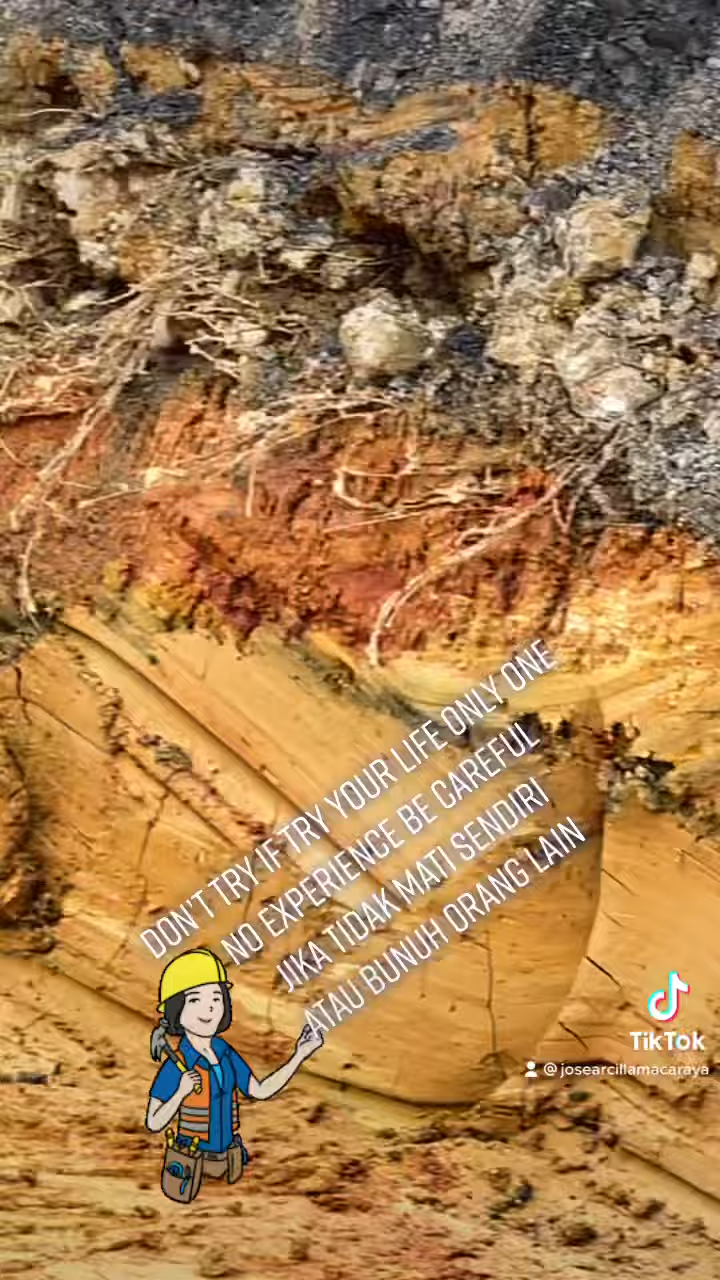 DON'T TRY IF TRY YOUR LIFE ONLY ONE
NO EXPERIENCE BE CAREFUL
JIKA TIDAK MATI SENDIRI
ATAU BUNUH ORANG LAIN
TikTok
@josearcillamacaraya